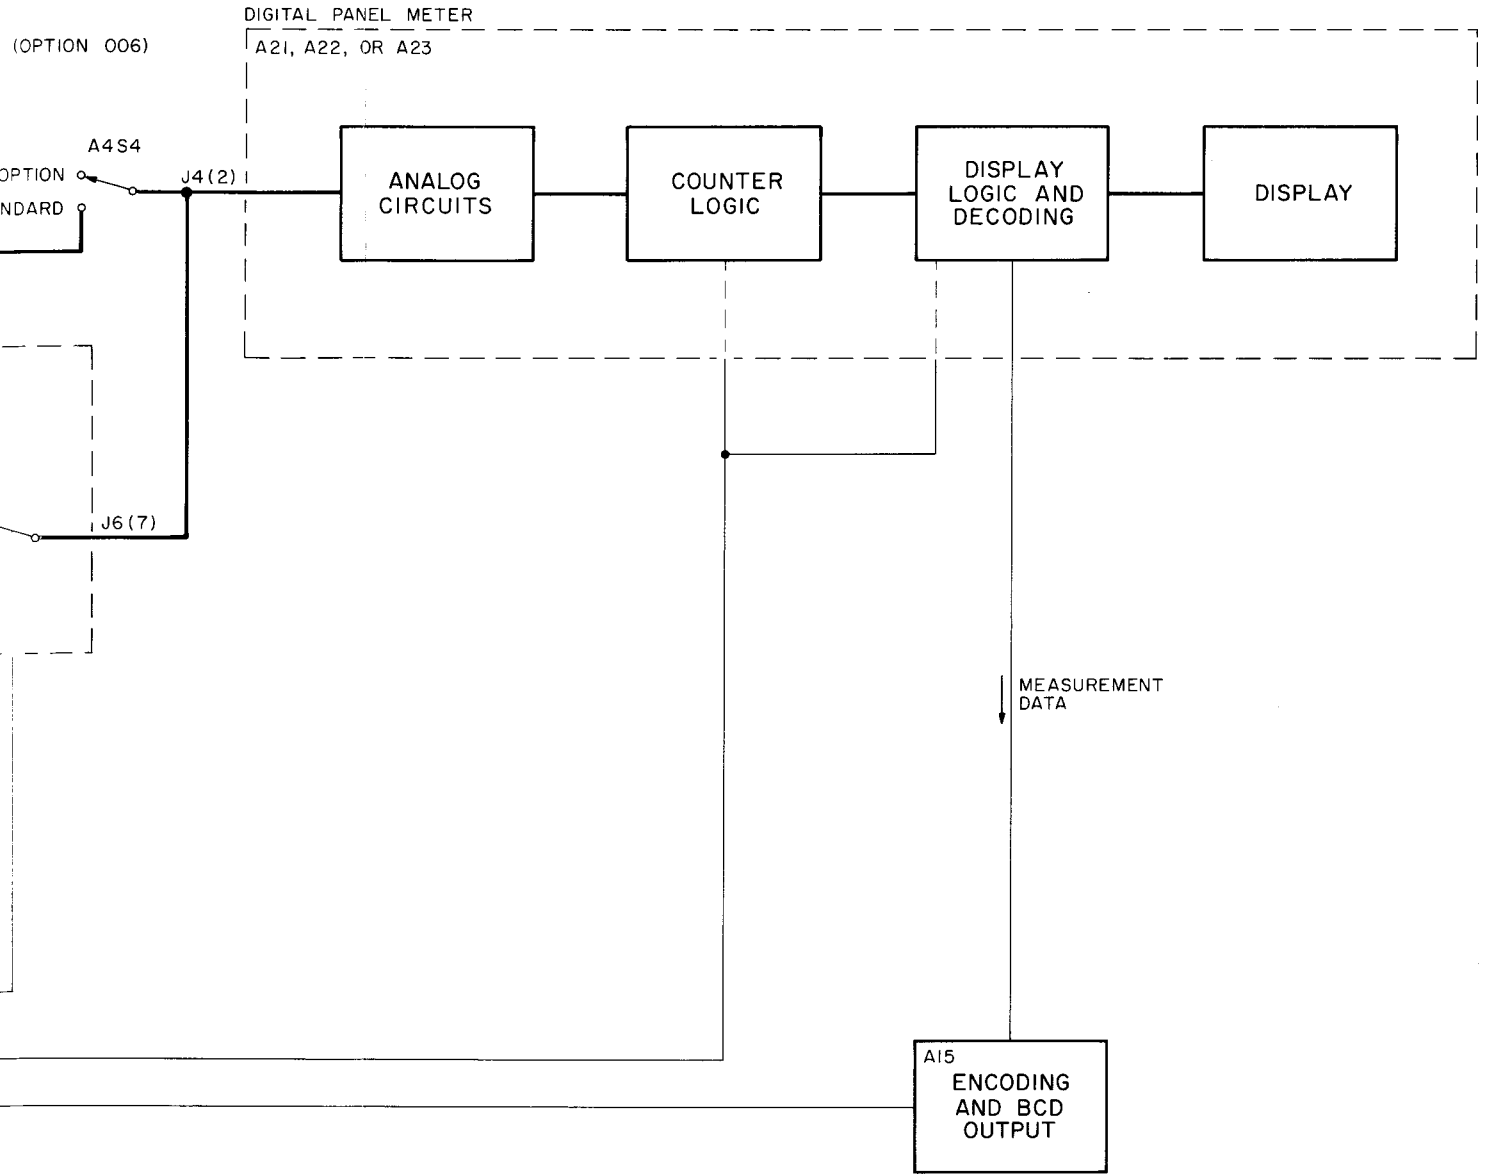 DIGITAL PANEL METER
(OPTION 006)
A21, A22, OR A23
A4S4
OPTION
NDARD
J4(2)
ANALOG
CIRCUITS
COUNTER
LOGIC
DISPLAY
LOGIC AND
DECODING
DISPLAY
J6(7)
MEASUREMENT
DATA
A15
ENCODING
AND BCD
OUTPUT